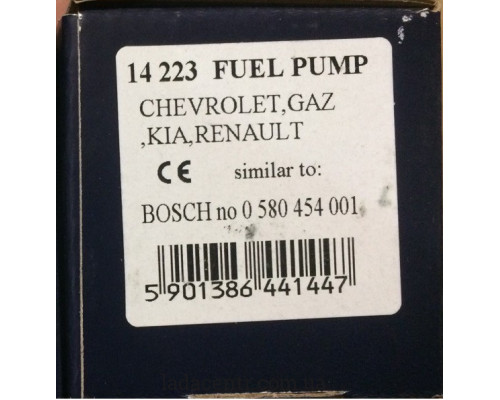 14 223 FUEL PUMP
CHEVROLET,GAZ
,KIA,RENAULT
CE similar to:
BOSCH no 0 580 454 001
5 901386 441447